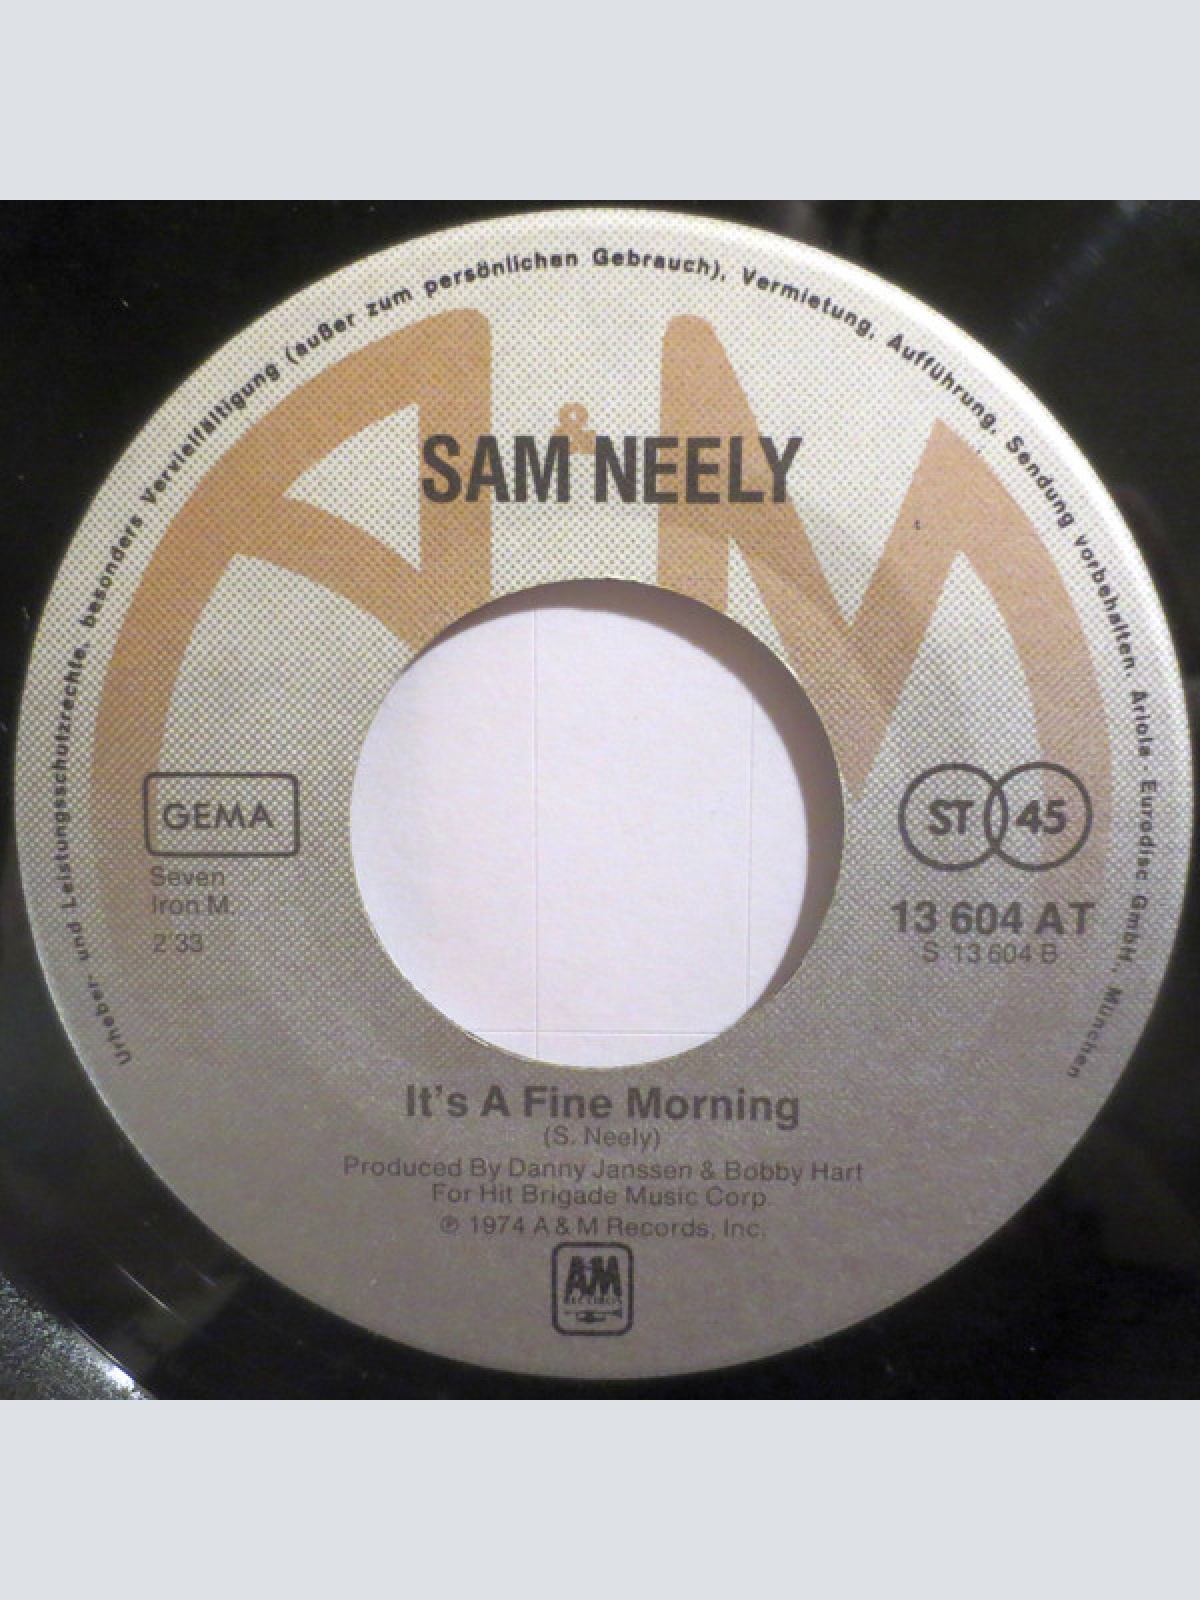 Urheber- und Leistungsschutzrechte, besonders Vervielfältigung (außer zum persönlichen Gebrauch), Vermietung, Aufführung, Sendung vorbehalten. Ariola - Eurodisc GmbH., München
A & M
SAM NEELY
GEMA
Seven
Iron M.
2'33
ST 45
13 604 AT
S 13 604 B
It's A Fine Morning
(S. Neely)
Produced By Danny Janssen & Bobby Hart
For Hit Brigade Music Corp.
℗ 1974 A & M Records, Inc.
A&M
RECORDS